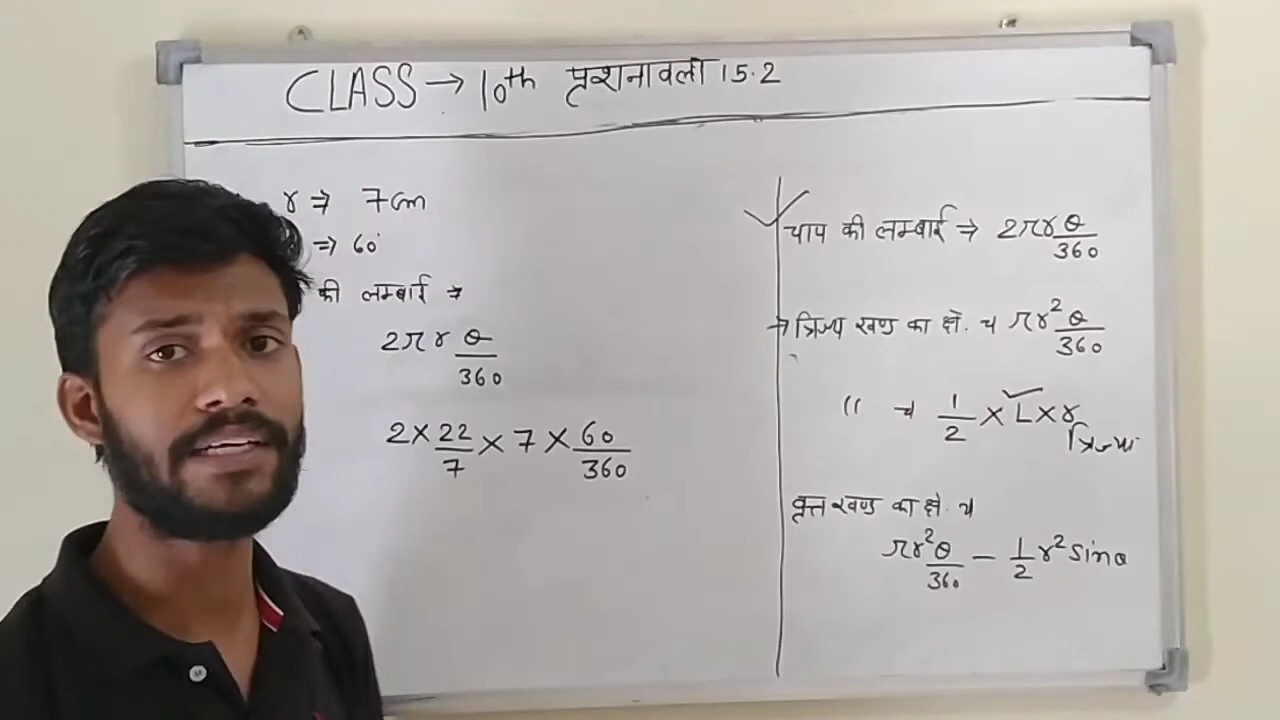 CLASS → 10th प्रशनावली 15.2
r ⇒ 7cm
⇒ 60°
की लम्बाई ⇒
2πr θ/360
2 × 22/7 × 7 × 60/360
चाप की लम्बाई ⇒ 2πr θ/360
→ त्रिज्य खण्ड का क्षे. → πr² θ/360
〃 → 1/2 × L × r
त्रिज्या
वृत्त खण्ड का क्षे. →
πr²θ/360 − 1/2 r² sinθ